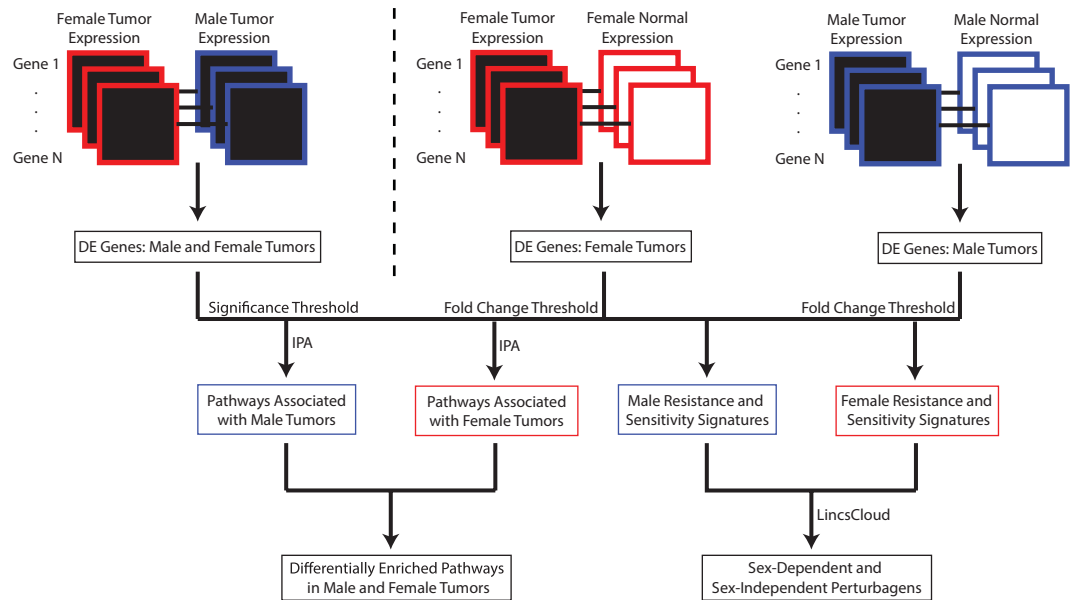 Female Tumor
Expression
Male Tumor
Expression
Gene 1
.
.
.
Gene N
Female Tumor
Expression
Female Normal
Expression
Gene 1
.
.
.
Gene N
Male Tumor
Expression
Male Normal
Expression
Gene 1
.
.
.
Gene N
DE Genes: Male and Female Tumors
DE Genes: Female Tumors
DE Genes: Male Tumors
Significance Threshold
Fold Change Threshold
Fold Change Threshold
IPA
IPA
Pathways Associated
with Male Tumors
Pathways Associated
with Female Tumors
Male Resistance and
Sensitivity Signatures
Female Resistance and
Sensitivity Signatures
LincsCloud
Differentially Enriched Pathways
in Male and Female Tumors
Sex-Dependent and
Sex-Independent Perturbagens